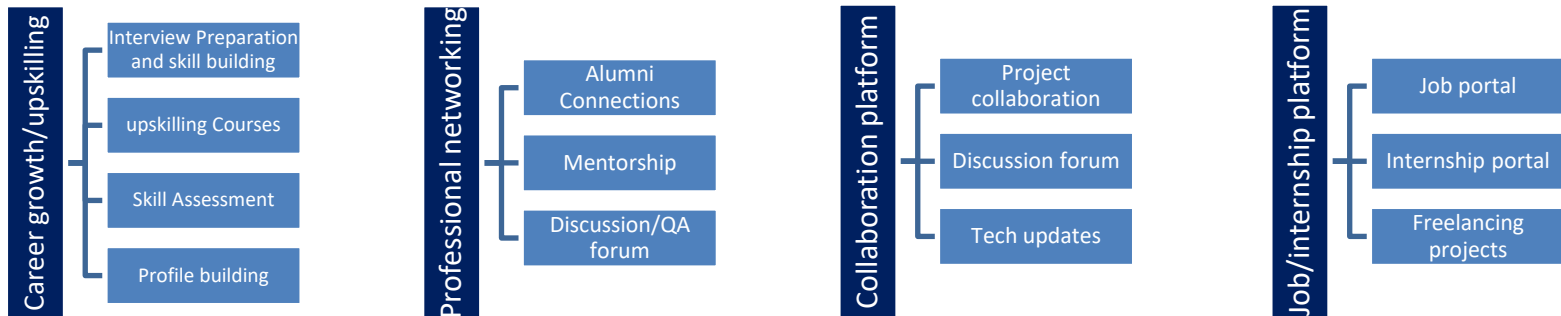 Career growth/upskilling
Interview Preparation
and skill building
upskilling Courses
Skill Assessment
Profile building
Professional networking
Alumni
Connections
Mentorship
Discussion/QA
forum
Collaboration platform
Project
collaboration
Discussion forum
Tech updates
Job/internship platform
Job portal
Internship portal
Freelancing
projects